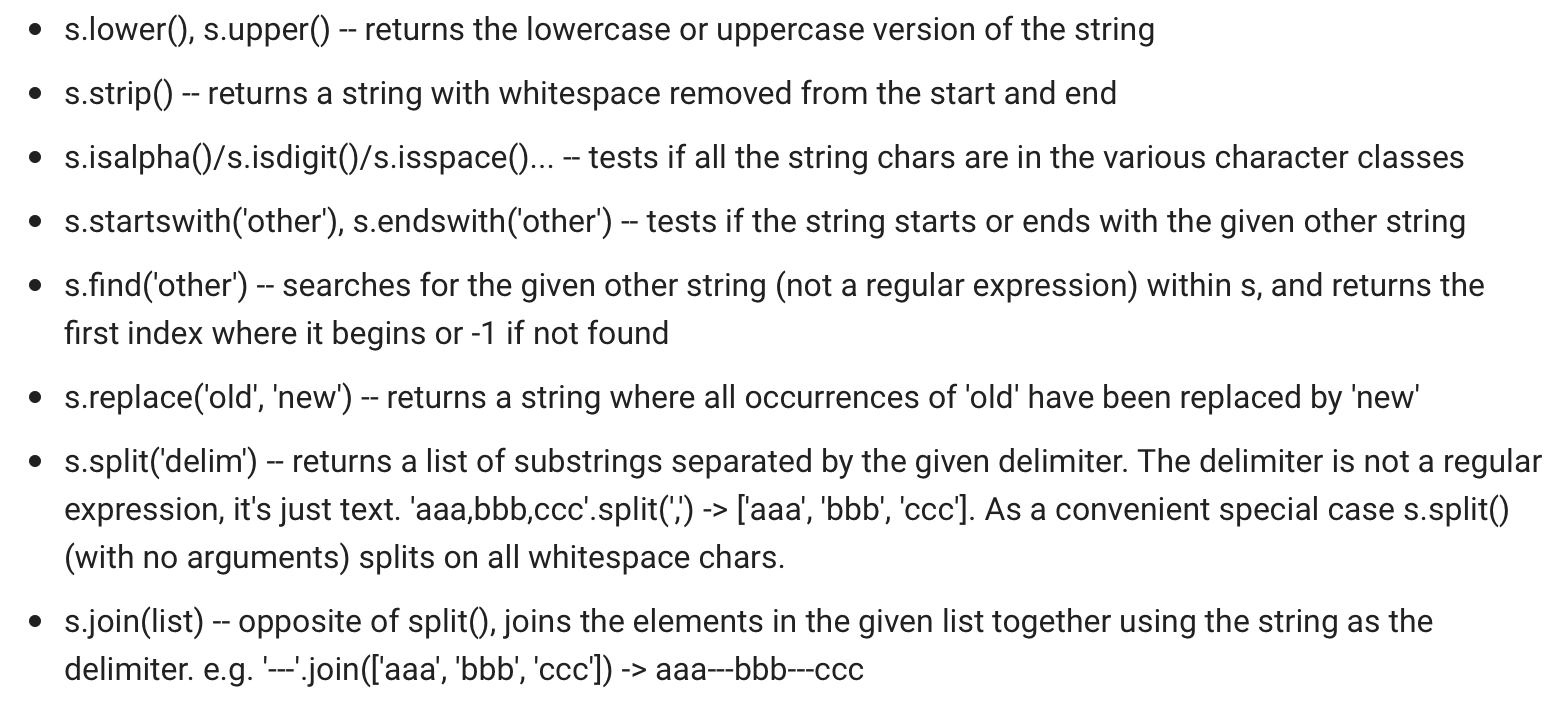 • s.lower(), s.upper() -- returns the lowercase or uppercase version of the string
• s.strip() -- returns a string with whitespace removed from the start and end
• s.isalpha()/s.isdigit()/s.isspace()... -- tests if all the string chars are in the various character classes
• s.startswith('other'), s.endswith('other') -- tests if the string starts or ends with the given other string
• s.find('other') -- searches for the given other string (not a regular expression) within s, and returns the
first index where it begins or -1 if not found
• s.replace('old', 'new') -- returns a string where all occurrences of 'old' have been replaced by 'new'
• s.split('delim') -- returns a list of substrings separated by the given delimiter. The delimiter is not a regular
expression, it's just text. 'aaa,bbb,ccc'.split(',') -> ['aaa', 'bbb', 'ccc']. As a convenient special case s.split()
(with no arguments) splits on all whitespace chars.
• s.join(list) -- opposite of split(), joins the elements in the given list together using the string as the
delimiter. e.g. '---'.join(['aaa', 'bbb', 'ccc']) -> aaa---bbb---ccc